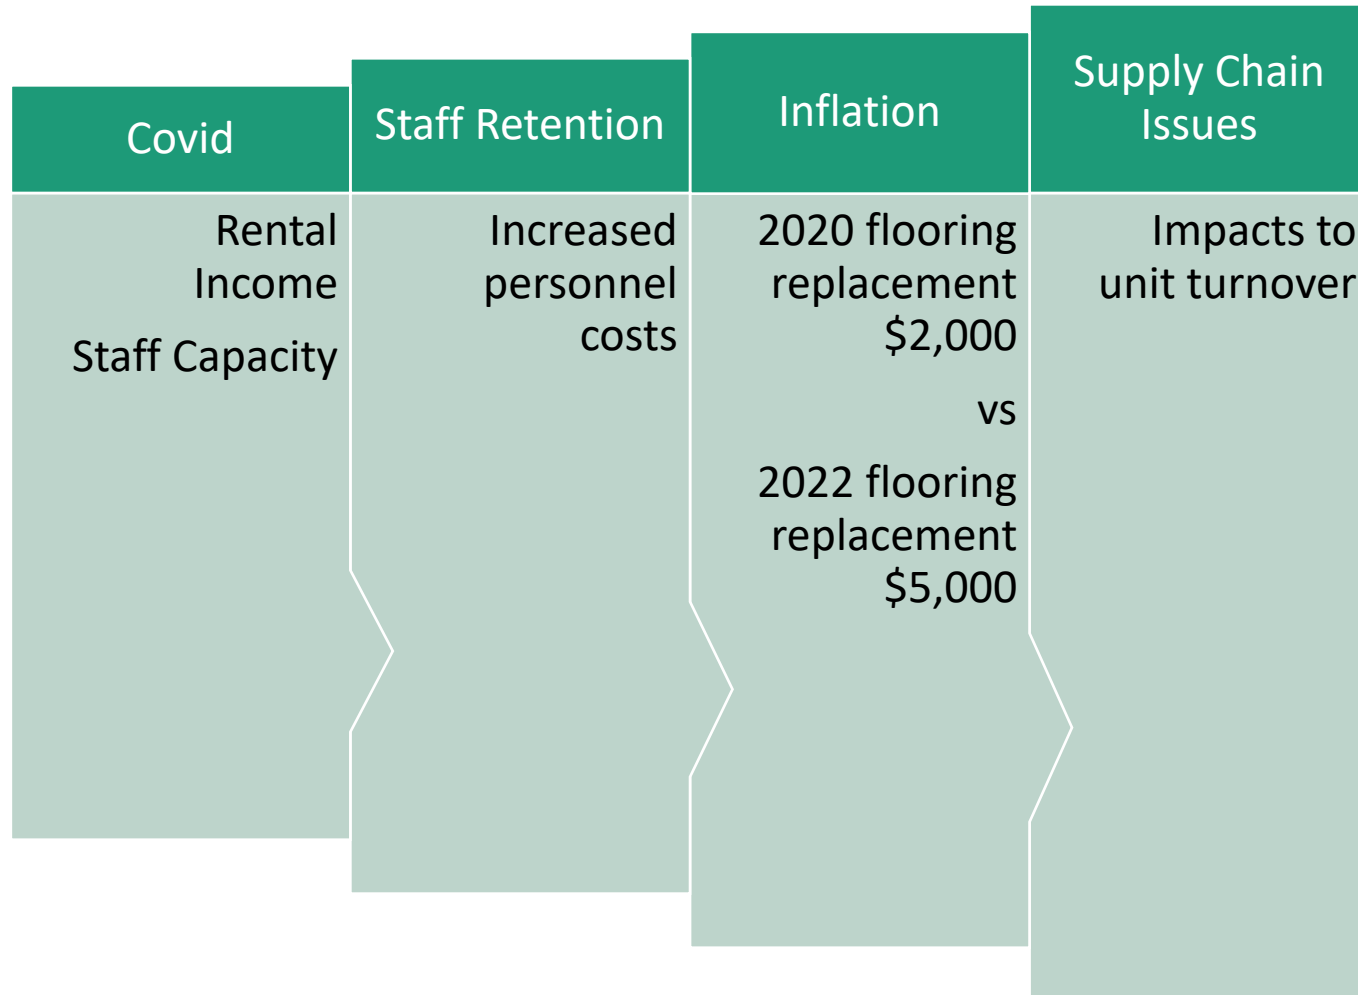 Covid
Rental
Income
Staff Capacity
Staff Retention
Increased
personnel
costs
Inflation
2020 flooring
replacement
$2,000
vs
2022 flooring
replacement
$5,000
Supply Chain
Issues
Impacts to
unit turnover